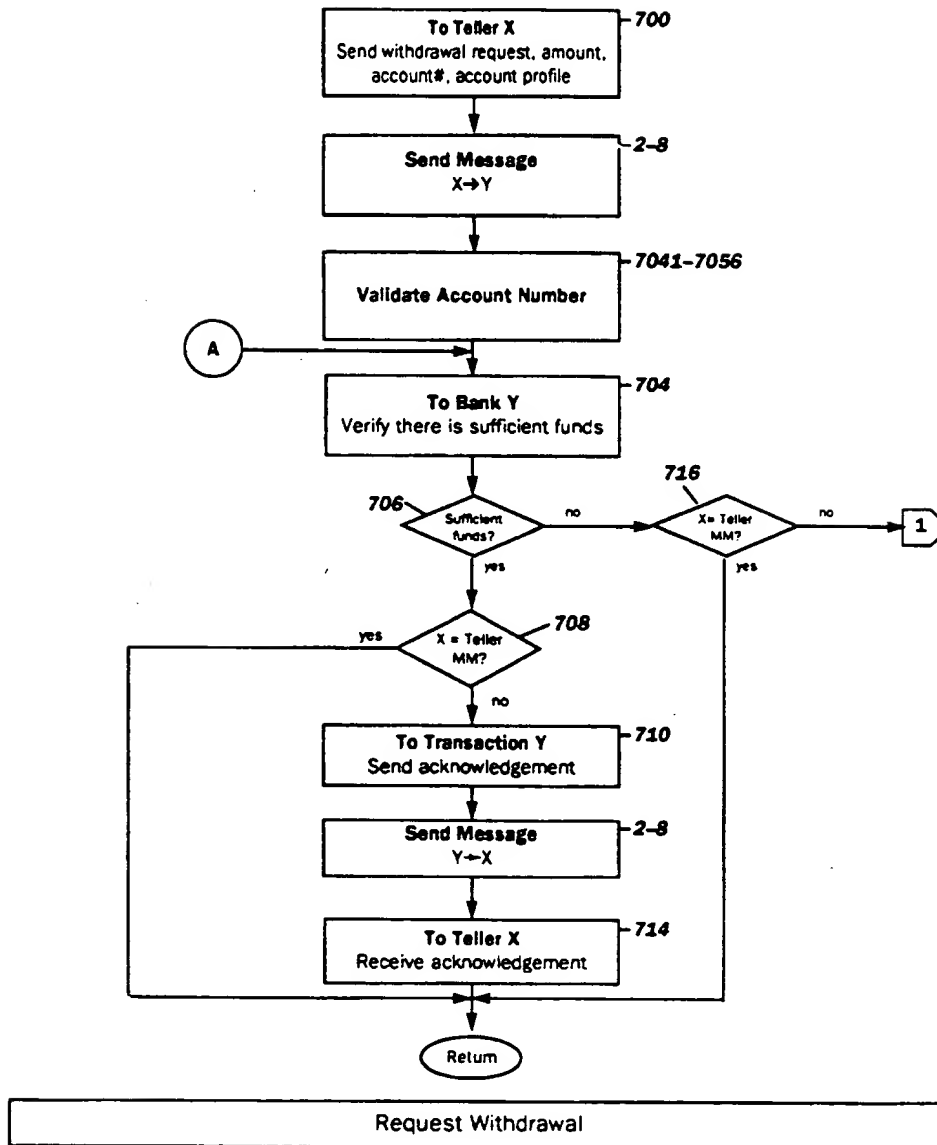 To Teller X
Send withdrawal request, amount,
account#, account profile
700
Send Message
X→Y
2-8
Validate Account Number
7041-7056
A
To Bank Y
Verify there is sufficient funds
704
706
Sufficient
funds?
no
716
X= Teller
MM?
no
1
yes
yes
yes
X = Teller
MM?
708
no
To Transaction Y
Send acknowledgement
710
Send Message
Y→X
2-8
To Teller X
Receive acknowledgement
714
Return
Request Withdrawal